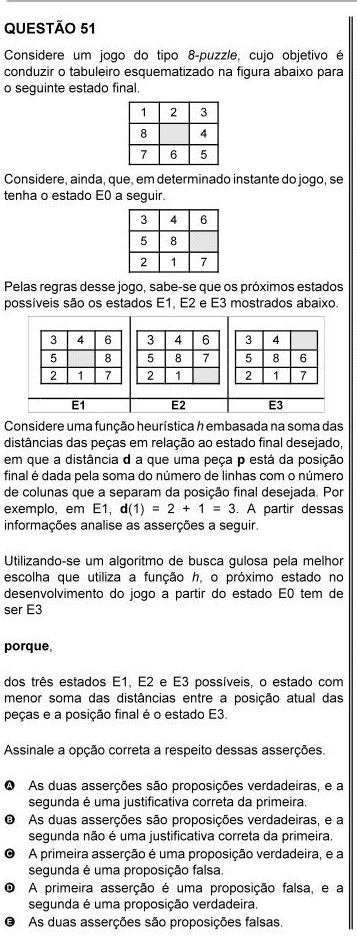 QUESTÃO 51
Considere um jogo do tipo 8-puzzle, cujo objetivo é
conduzir o tabuleiro esquematizado na figura abaixo para
o seguinte estado final.
1 2 3
8 4
7 6 5
Considere, ainda, que, em determinado instante do jogo, se
tenha o estado E0 a seguir.
3 4 6
5 8
2 1 7
Pelas regras desse jogo, sabe-se que os próximos estados
possíveis são os estados E1, E2 e E3 mostrados abaixo.
3 4 6 3 4 6 3 4
5 8 5 8 7 5 8 6
2 1 7 2 1 2 1 7
E1 E2 E3
Considere uma função heurística h embasada na soma das
distâncias das peças em relação ao estado final desejado,
em que a distância d a que uma peça p está da posição
final é dada pela soma do número de linhas com o número
de colunas que a separam da posição final desejada. Por
exemplo, em E1, d(1) = 2 + 1 = 3. A partir dessas
informações analise as asserções a seguir.
Utilizando-se um algoritmo de busca gulosa pela melhor
escolha que utiliza a função h, o próximo estado no
desenvolvimento do jogo a partir do estado E0 tem de
ser E3
porque,
dos três estados E1, E2 e E3 possíveis, o estado com
menor soma das distâncias entre a posição atual das
peças e a posição final é o estado E3.
Assinale a opção correta a respeito dessas asserções.
A As duas asserções são proposições verdadeiras, e a
segunda é uma justificativa correta da primeira.
B As duas asserções são proposições verdadeiras, e a
segunda não é uma justificativa correta da primeira.
C A primeira asserção é uma proposição verdadeira, e a
segunda é uma proposição falsa.
D A primeira asserção é uma proposição falsa, e a
segunda é uma proposição verdadeira.
E As duas asserções são proposições falsas.